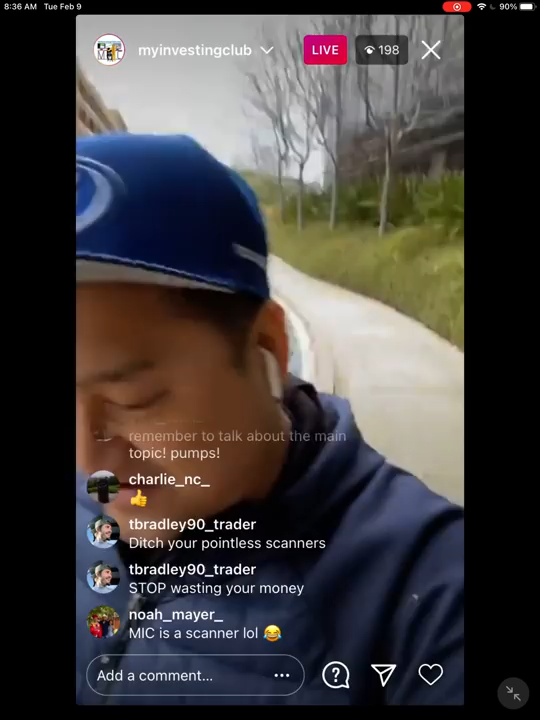 8:36 AM Tue Feb 9
90%
myinvestingclub
LIVE
198
remember to talk about the main
topic! pumps!
charlie_nc_
👍
tbradley90_trader
Ditch your pointless scanners
tbradley90_trader
STOP wasting your money
noah_mayer_
MIC is a scanner lol 😂
Add a comment...